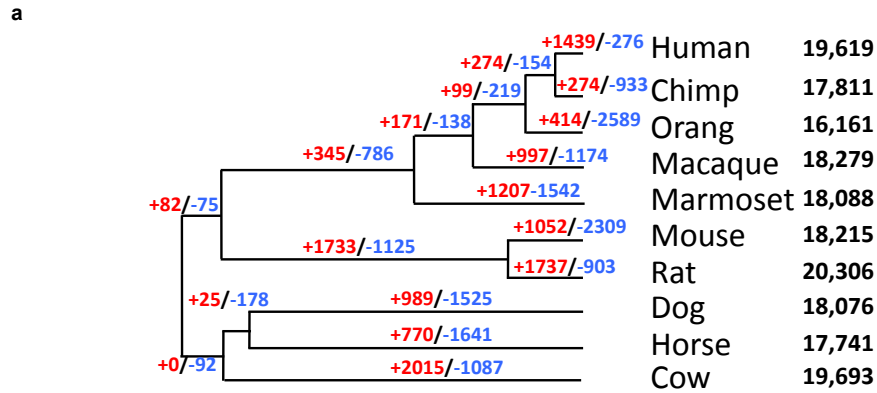 a
+1439/-276 Human 19,619
+274/-154
+274/-933 Chimp 17,811
+99/-219
+414/-2589 Orang 16,161
+171/-138
+997/-1174 Macaque 18,279
+345/-786
+1207-1542 Marmoset 18,088
+82/-75
+1052/-2309 Mouse 18,215
+1733/-1125
+1737/-903 Rat 20,306
+25/-178
+989/-1525 Dog 18,076
+770/-1641 Horse 17,741
+0/-92
+2015/-1087 Cow 19,693